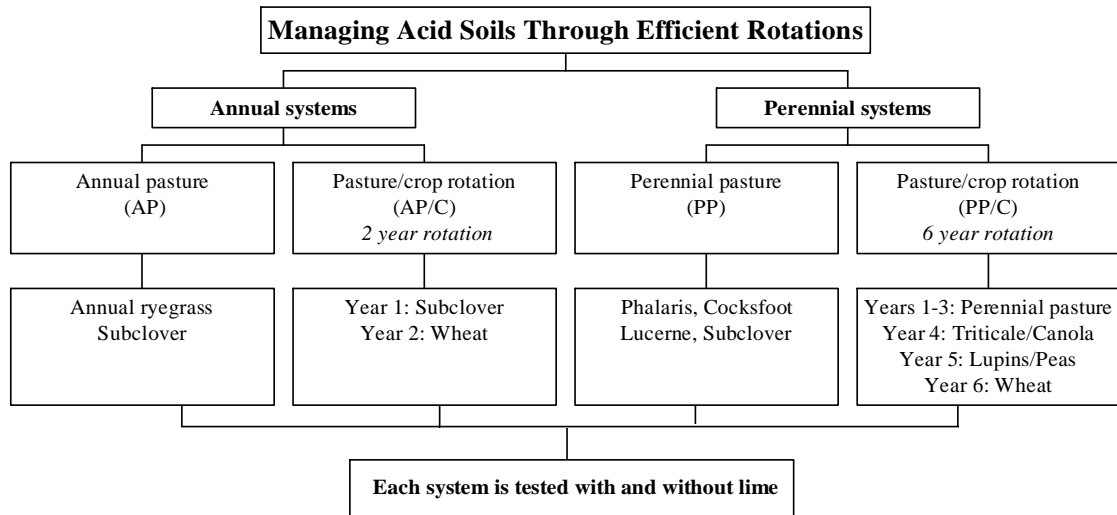 Managing Acid Soils Through Efficient Rotations
Annual systems
Perennial systems
Annual pasture
(AP)
Pasture/crop rotation
(AP/C)
2 year rotation
Perennial pasture
(PP)
Pasture/crop rotation
(PP/C)
6 year rotation
Annual ryegrass
Subclover
Year 1: Subclover
Year 2: Wheat
Phalaris, Cocksfoot
Lucerne, Subclover
Years 1-3: Perennial pasture
Year 4: Triticale/Canola
Year 5: Lupins/Peas
Year 6: Wheat
Each system is tested with and without lime